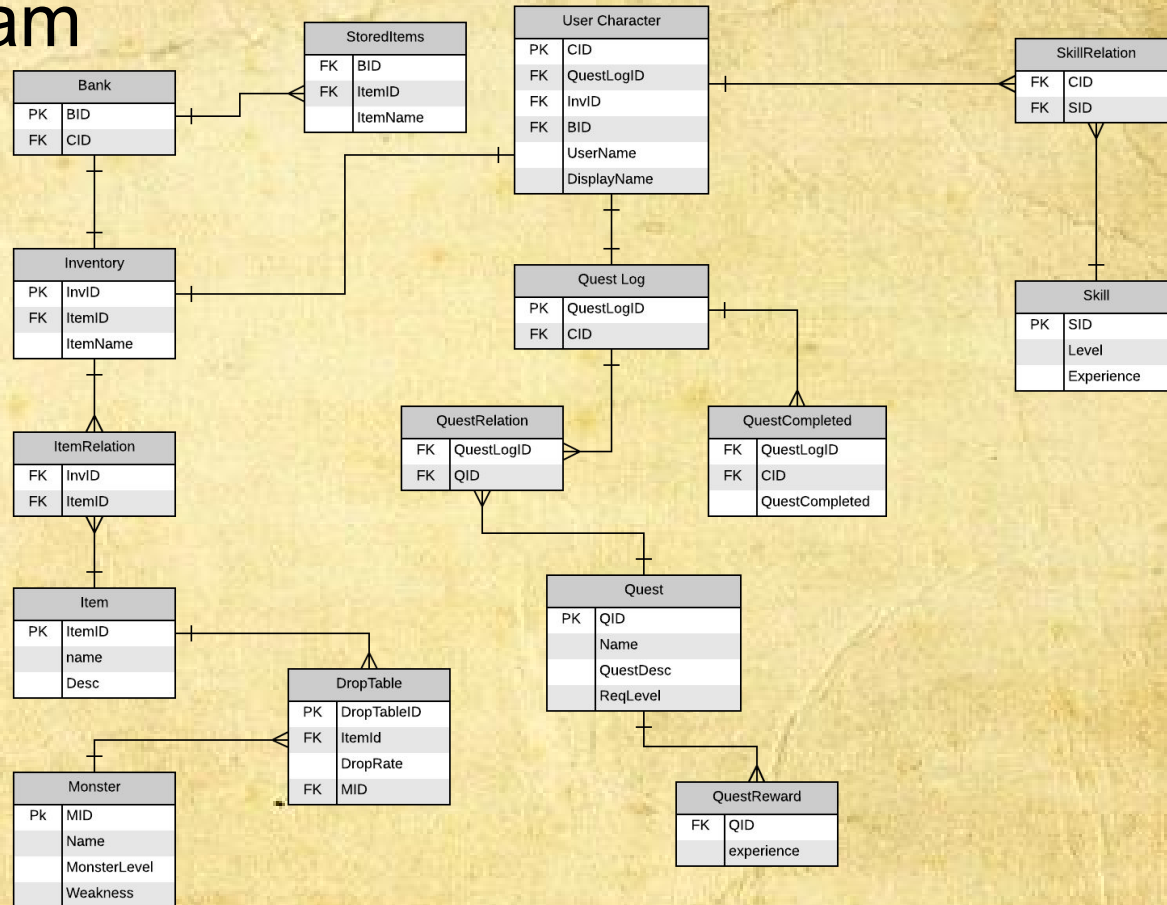 am
StoredItems
FK BID
FK ItemID
ItemName
User Character
PK CID
FK QuestLogID
FK InvID
FK BID
UserName
DisplayName
SkillRelation
FK CID
FK SID
Bank
PK BID
FK CID
Inventory
PK InvID
FK ItemID
ItemName
Quest Log
PK QuestLogID
FK CID
Skill
PK SID
Level
Experience
ItemRelation
FK InvID
FK ItemID
QuestRelation
FK QuestLogID
FK QID
QuestCompleted
FK QuestLogID
FK CID
QuestCompleted
Item
PK ItemID
name
Desc
Quest
PK QID
Name
QuestDesc
ReqLevel
DropTable
PK DropTableID
FK ItemId
DropRate
FK MID
Monster
Pk MID
Name
MonsterLevel
Weakness
QuestReward
FK QID
experience